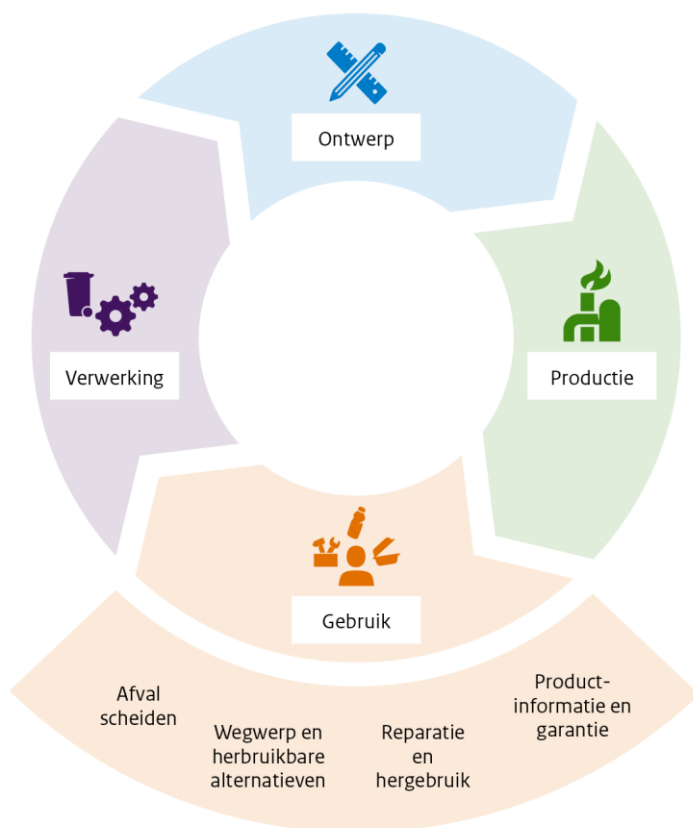 Ontwerp
Verwerking
Productie
Gebruik
Afval
scheiden
Wegwerp en
herbruikbare
alternatieven
Reparatie
en
hergebruik
Product-
informatie en
garantie